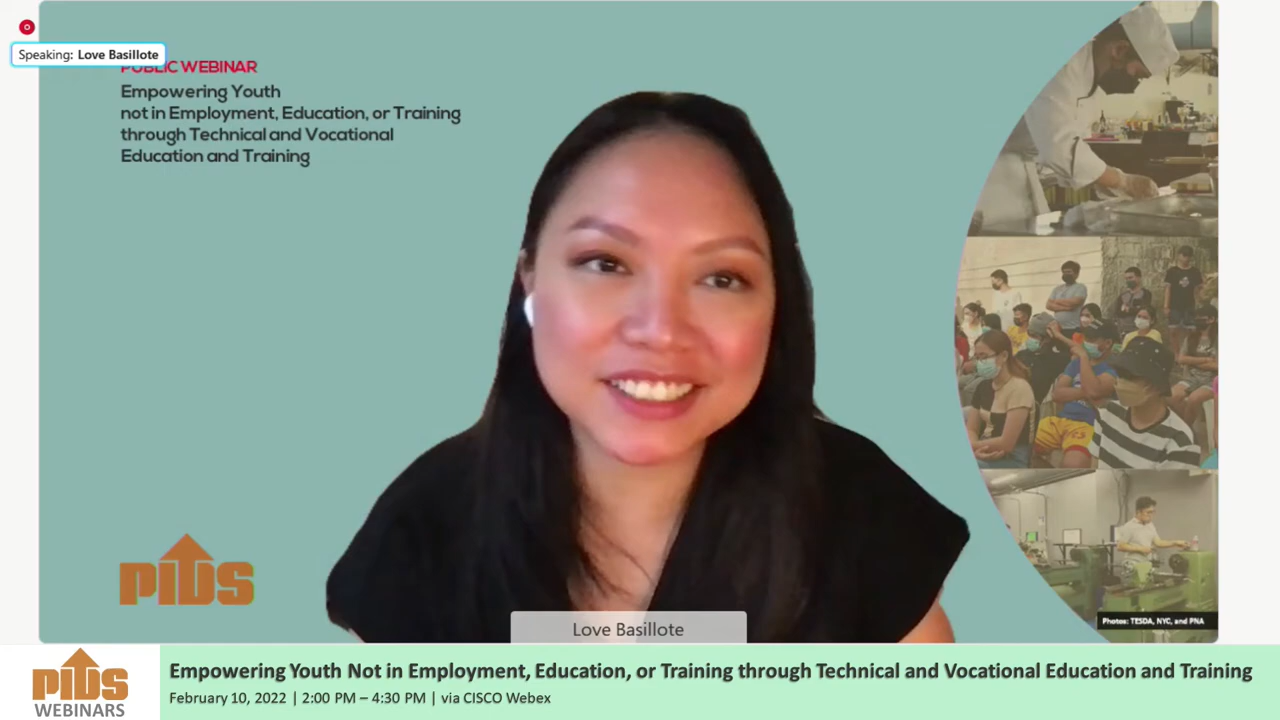 Speaking: Love Basillote
PUBLIC WEBINAR
Empowering Youth
not in Employment, Education, or Training
through Technical and Vocational
Education and Training
PIDS
Love Basillote
Photos: TESDA, NYC, and PNA
PIDS
WEBINARS
Empowering Youth Not in Employment, Education, or Training through Technical and Vocational Education and Training
February 10, 2022 | 2:00 PM – 4:30 PM | via CISCO Webex